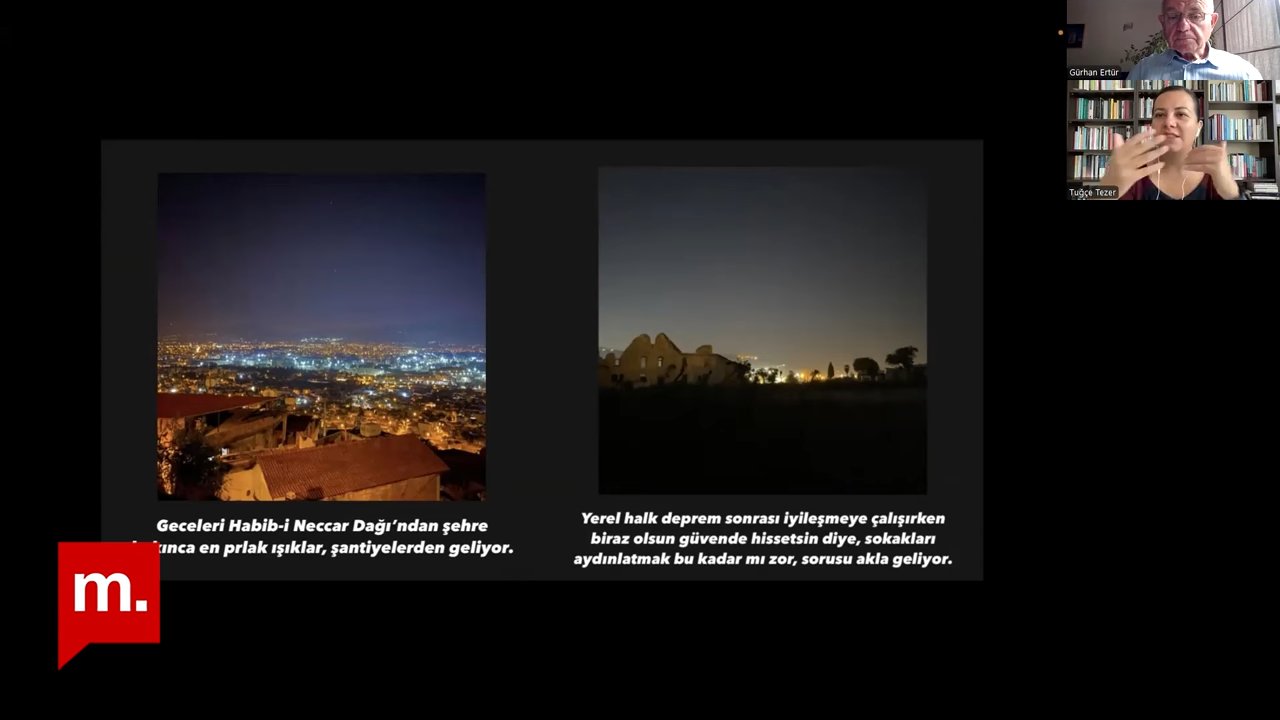 Gürhan Ertür
Tuğçe Tezer
Geceleri Habib-i Neccar Dağı’ndan şehre
en prlak ışıklar, şantiyelerden geliyor.
Yerel halk deprem sonrası iyileşmeye çalışırken
biraz olsun güvende hissetsin diye, sokakları
aydınlatmak bu kadar mı zor, sorusu akla geliyor.
m.